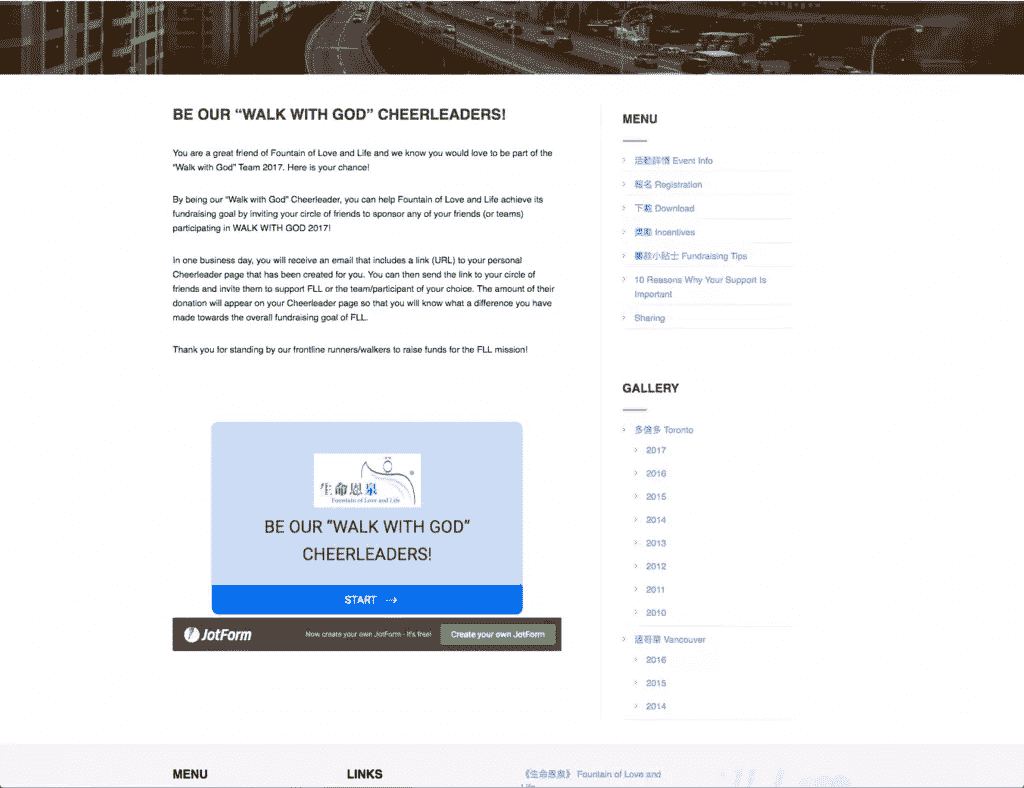 BE OUR “WALK WITH GOD” CHEERLEADERS!
You are a great friend of Fountain of Love and Life and we know you would love to be part of the
“Walk with God” Team 2017. Here is your chance!
By being our “Walk with God” Cheerleader, you can help Fountain of Love and Life achieve its
fundraising goal by inviting your circle of friends to sponsor any of your friends (or teams)
participating in WALK WITH GOD 2017!
In one business day, you will receive an email that includes a link (URL) to your personal
Cheerleader page that has been created for you. You can then send the link to your circle of
friends and invite them to support FLL or the team/participant of your choice. The amount of their
donation will appear on your Cheerleader page so that you will know what a difference you have
made towards the overall fundraising goal of FLL.
Thank you for standing by our frontline runners/walkers to raise funds for the FLL mission!
生命恩泉
Fountain of Love and Life
BE OUR “WALK WITH GOD”
CHEERLEADERS!
START →
JotForm
Now create your own JotForm - It's free!
Create your own JotForm
MENU
活動詳情 Event Info
報名 Registration
下載 Download
獎勵 Incentives
籌款小貼士 Fundraising Tips
10 Reasons Why Your Support Is
Important
Sharing
GALLERY
多倫多 Toronto
2017
2016
2015
2014
2013
2012
2011
2010
溫哥華 Vancouver
2016
2015
2014
MENU
LINKS
《生命恩泉》 Fountain of Love and
Life